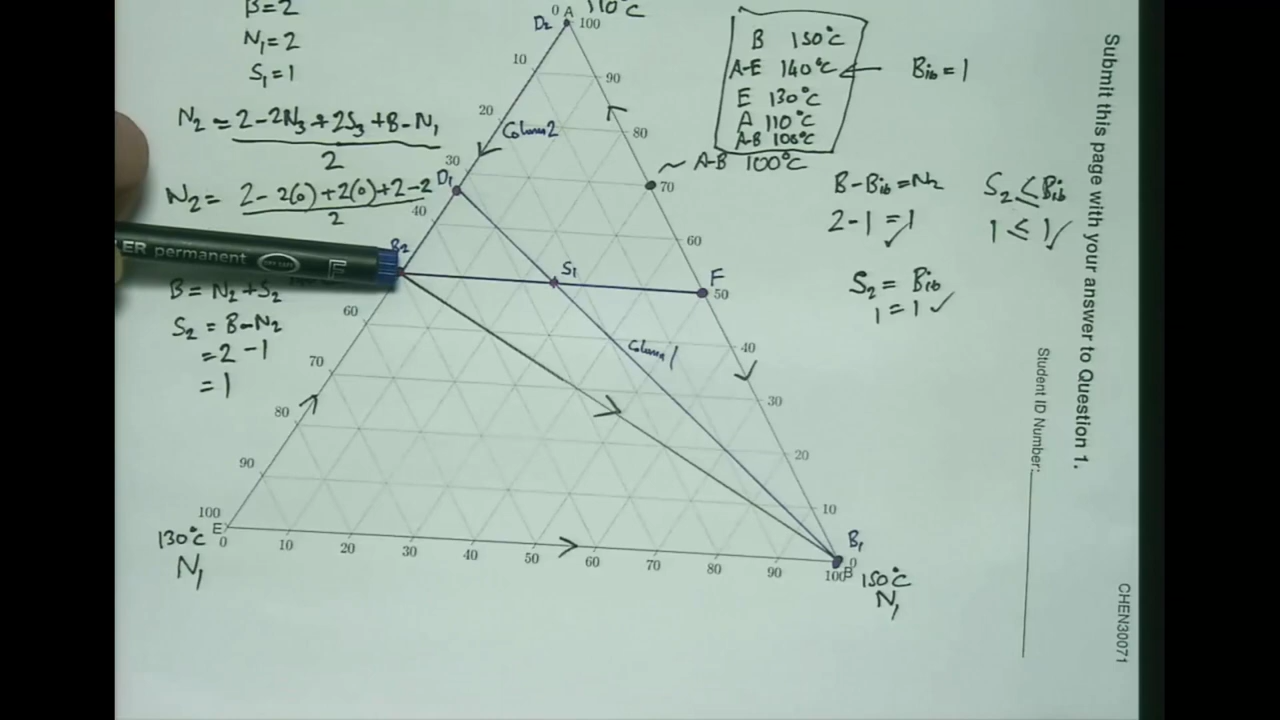 B=2
N₁=2
S₁=1
N₂ = 2-2N₃+2S₃+B-N₁
2
N₂ = 2-2(0)+2(0)+2-2
2
ER permanent
F
B = N₂+S₂
S₂ = B-N₂
=2-1
=1
0 A 110°C
D₂ 100
10
20
30
40
60
70
80
90
100
90
80
70
60
50
40
30
20
10
0
Column 2
D₁
B₂
S₁
F
A-B 100°C
Column 1
B₁
E
130°C
N₁
0 10 20 30 40 50 60 70 80 90 100
B 150°C
N₁
B 150°C
A-E 140°C
E 130°C
A 110°C
A-B 100°C
Bib = 1
B-Bib = N₂
2-1 = 1 ✓
S₂ ≤ Bib
1 ≤ 1 ✓
S₂ = Bib
1 = 1 ✓
Submit this page with your answer to Question 1.
Student ID Number:
CHEN30071